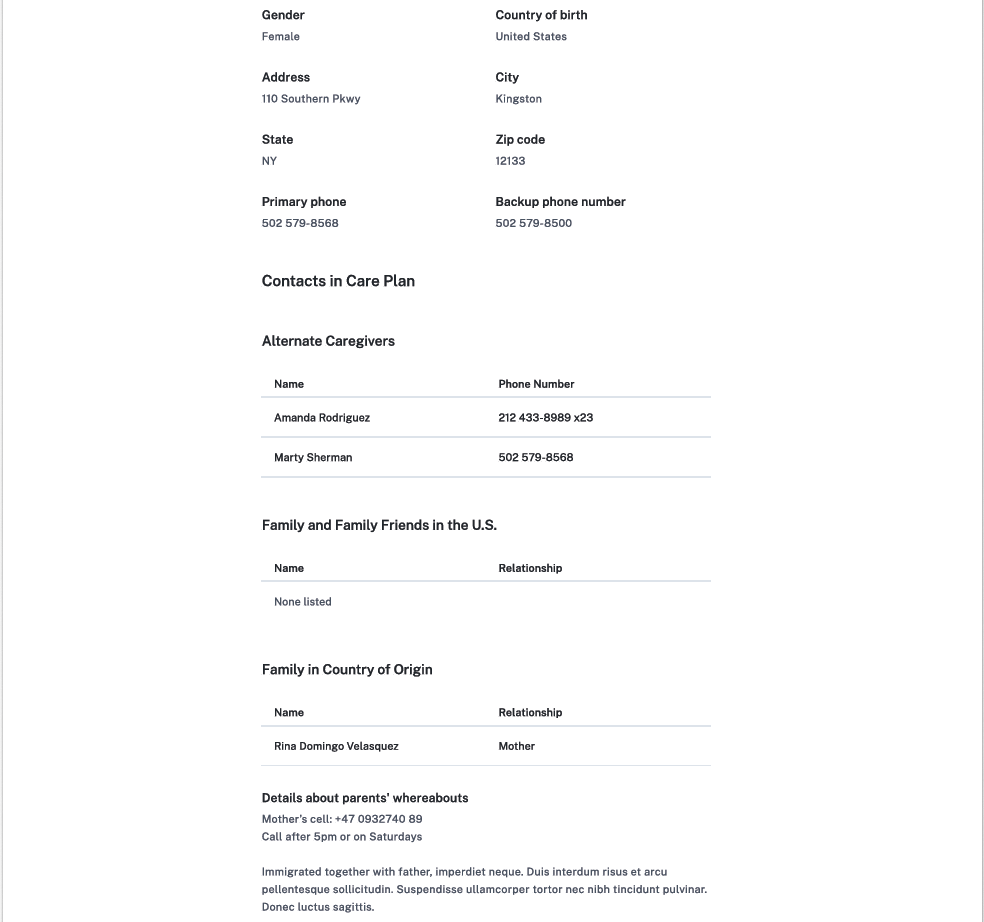 Gender Country of birth
Female United States
Address City
110 Southern Pkwy Kingston
State Zip code
NY 12133
Primary phone Backup phone number
502 579-8568 502 579-8500
Contacts in Care Plan
Alternate Caregivers
Name Phone Number
Amanda Rodriguez 212 433-8989 x23
Marty Sherman 502 579-8568
Family and Family Friends in the U.S.
Name Relationship
None listed
Family in Country of Origin
Name Relationship
Rina Domingo Velasquez Mother
Details about parents' whereabouts
Mother's cell: +47 0932740 89
Call after 5pm or on Saturdays
Immigrated together with father, imperdiet neque. Duis interdum risus et arcu
pellentesque sollicitudin. Suspendisse ullamcorper tortor nec nibh tincidunt pulvinar.
Donec luctus sagittis.